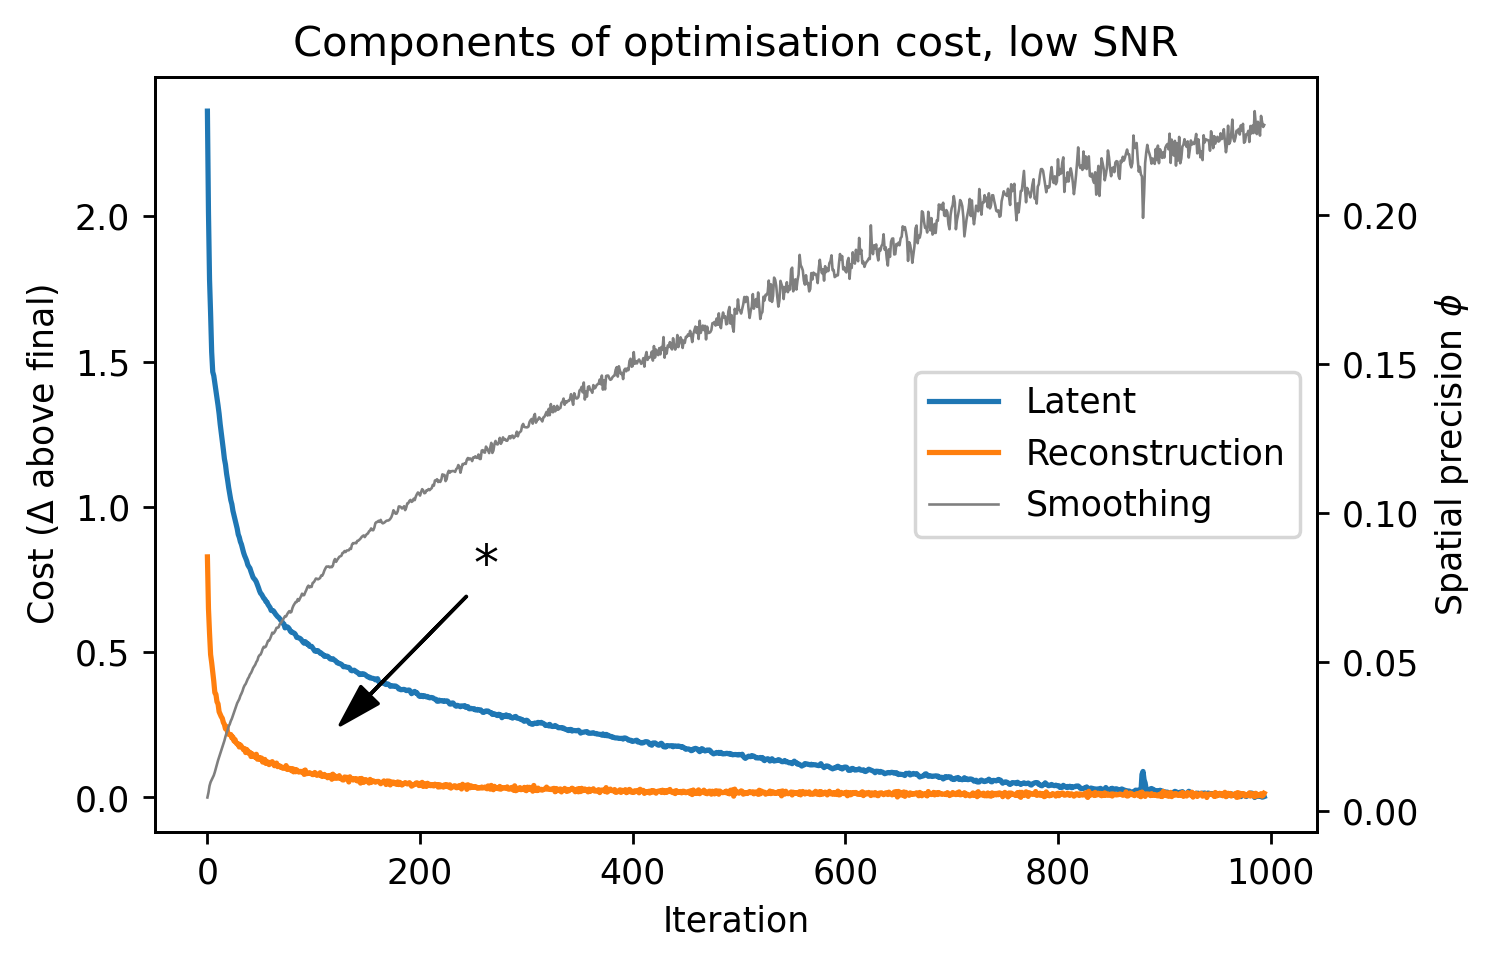 Components of optimisation cost, low SNR
Cost (Δ above final)
2.0
1.5
1.0
0.5
0.0
*
Latent
Reconstruction
Smoothing
0.20
0.15
0.10
0.05
0.00
Spatial precision ϕ
0 200 400 600 800 1000
Iteration